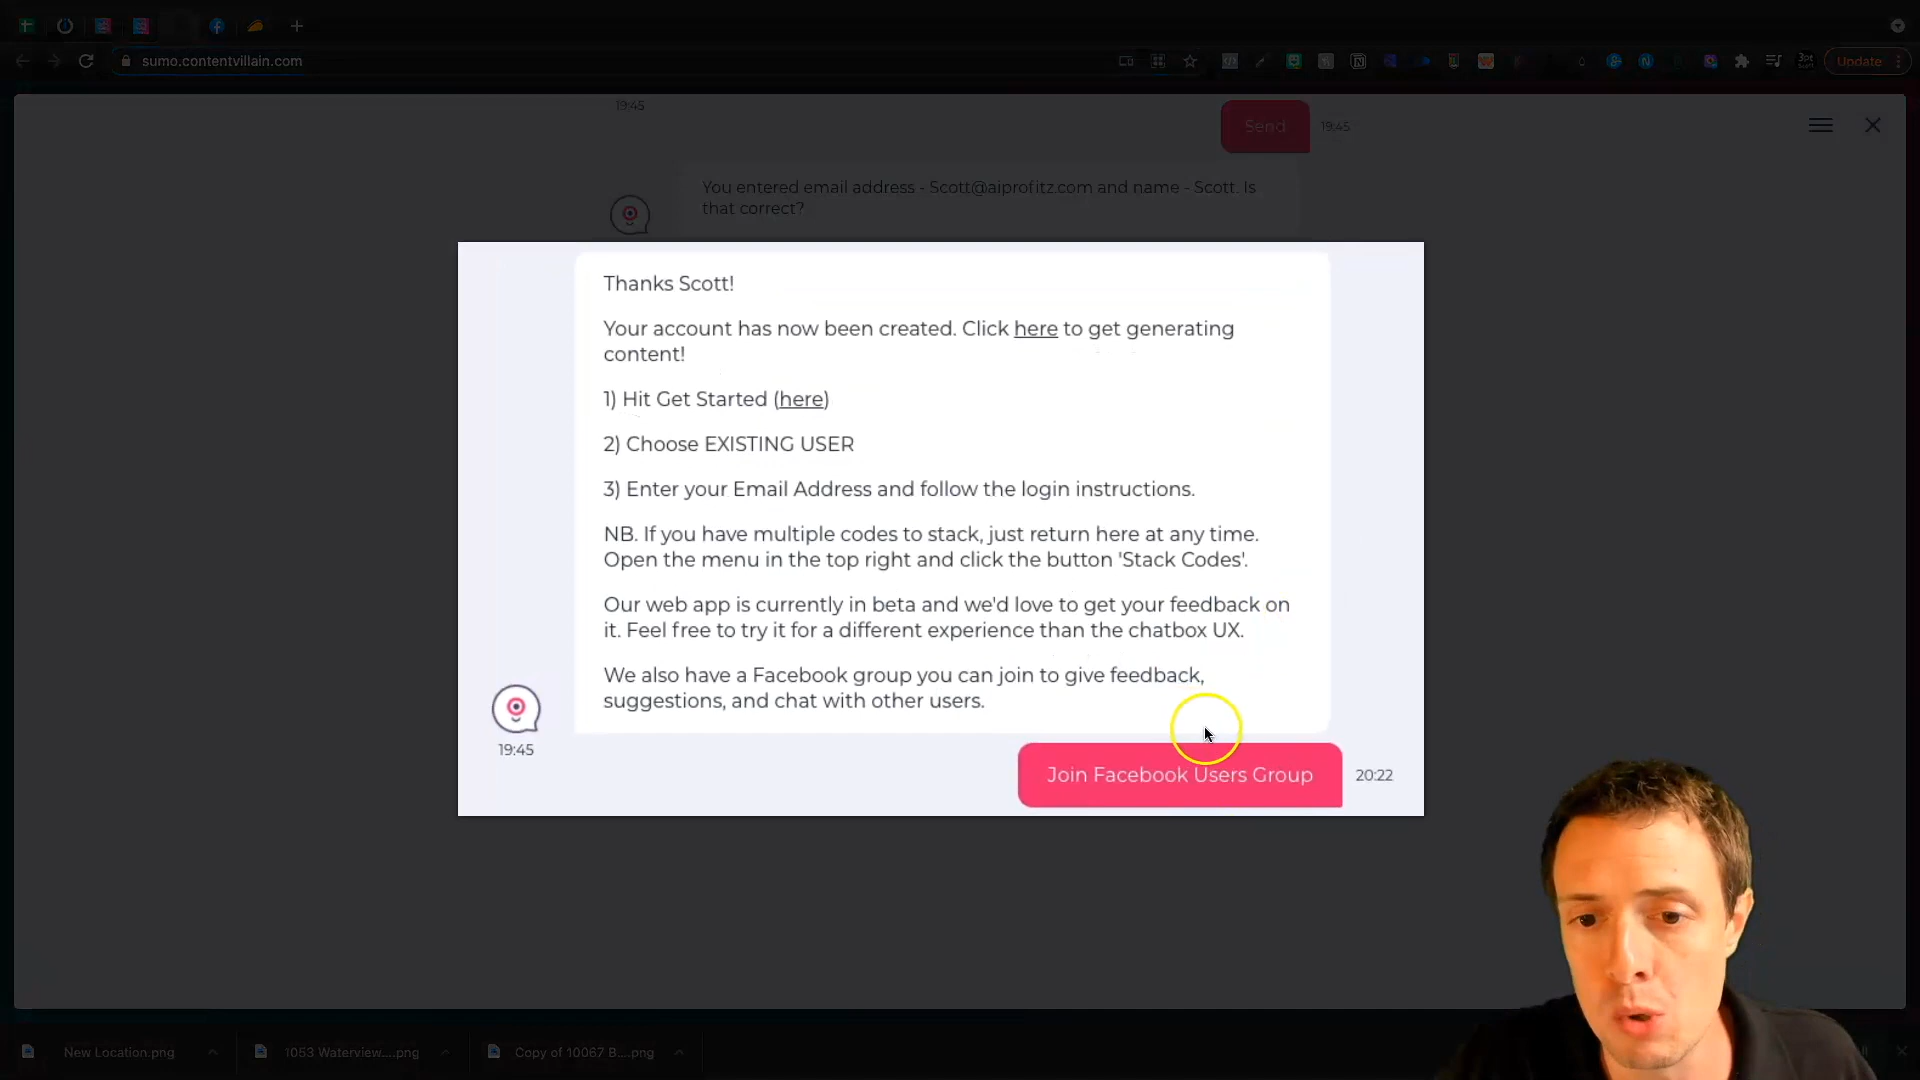 sumo.contentvillain.com
Update
19:45
Send
19:45
You entered email address - Scott@aiprofitz.com and name - Scott. Is
that correct?
Thanks Scott!
Your account has now been created. Click here to get generating
content!
1) Hit Get Started (here)
2) Choose EXISTING USER
3) Enter your Email Address and follow the login instructions.
NB. If you have multiple codes to stack, just return here at any time.
Open the menu in the top right and click the button 'Stack Codes'.
Our web app is currently in beta and we'd love to get your feedback on
it. Feel free to try it for a different experience than the chatbox UX.
We also have a Facebook group you can join to give feedback,
suggestions, and chat with other users.
19:45
Join Facebook Users Group
20:22
New Location.png
1053 Waterview....png
Copy of 10067 B....png